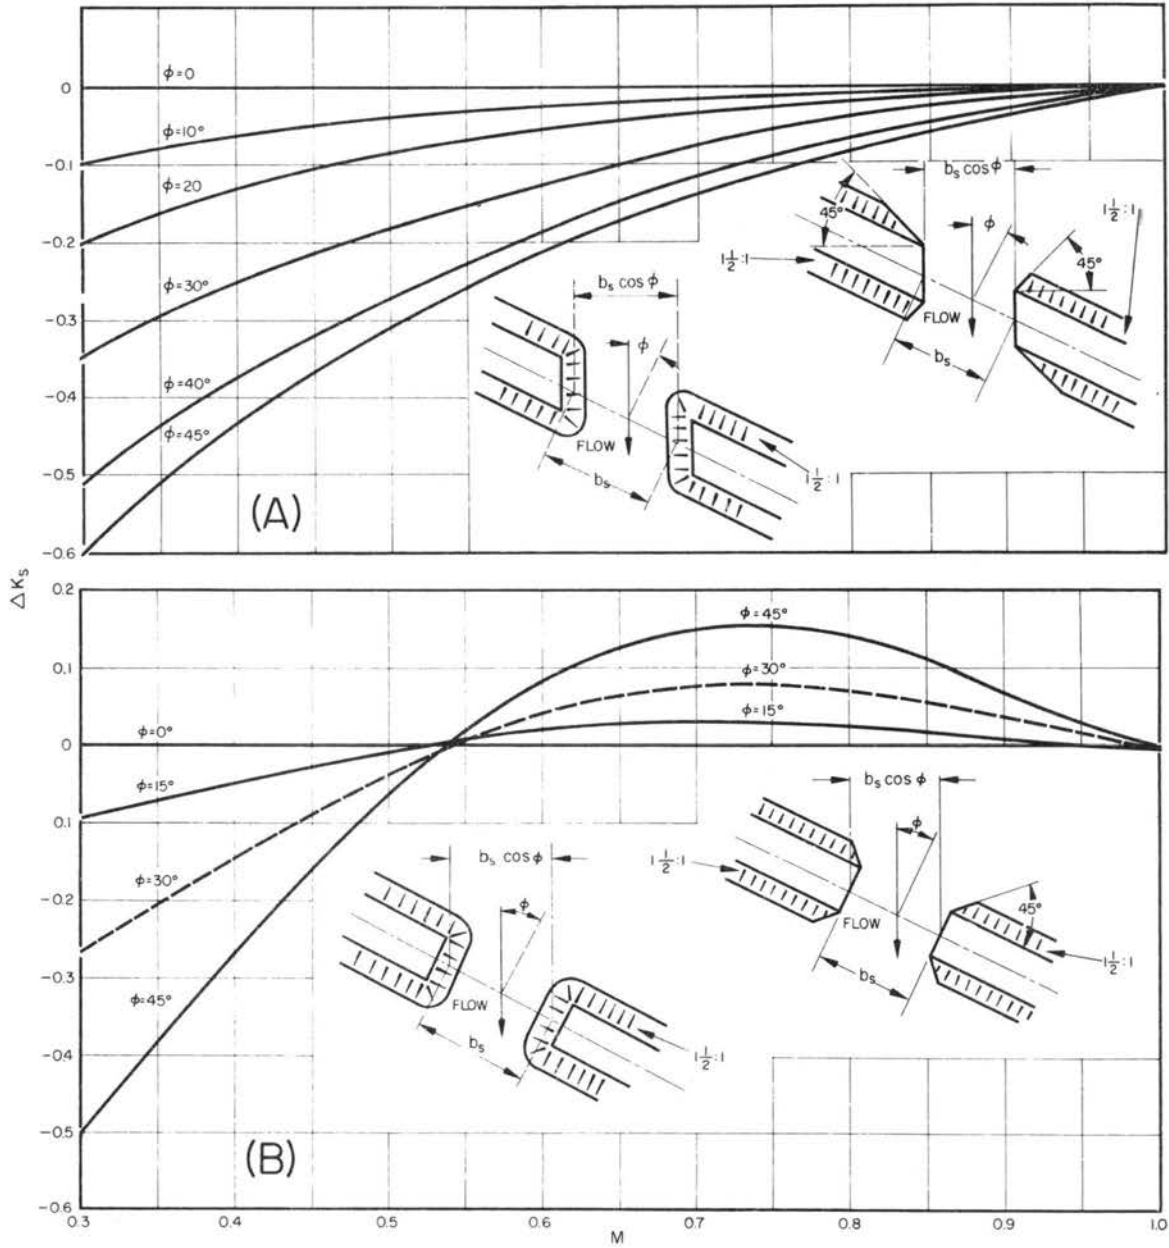 0
-0.1
-0.2
-0.3
-0.4
-0.5
-0.6
ϕ=0
ϕ=10°
ϕ=20
ϕ=30°
ϕ=40°
ϕ=45°
(A)
b_s cos ϕ
ϕ
FLOW
b_s
1 1/2 : 1
b_s cos ϕ
45°
1 1/2 : 1
ϕ
45°
1 1/2 : 1
FLOW
b_s
Δ K_s
0.2
0.1
0
0.1
-0.2
-0.3
-0.4
-0.5
-0.6
ϕ=45°
ϕ=30°
ϕ=15°
ϕ=0°
ϕ=15°
ϕ=30°
ϕ=45°
(B)
b_s cos ϕ
ϕ
FLOW
b_s
1 1/2 : 1
b_s cos ϕ
ϕ
1 1/2 : 1
45°
FLOW
b_s
1 1/2 : 1
0.3 0.4 0.5 0.6 0.7 0.8 0.9 1.0
M